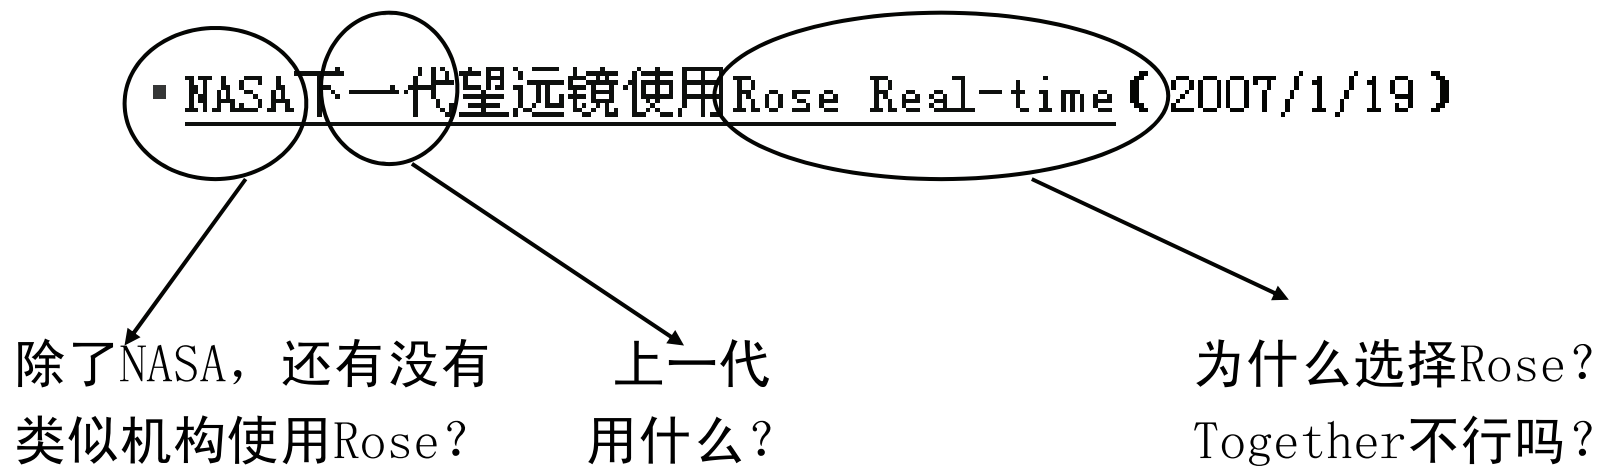 ▪ NASA下一代望远镜使用Rose Real-time(2007/1/19)
除了NASA，还有没有
类似机构使用Rose？
上一代
用什么？
为什么选择Rose？
Together不行吗？